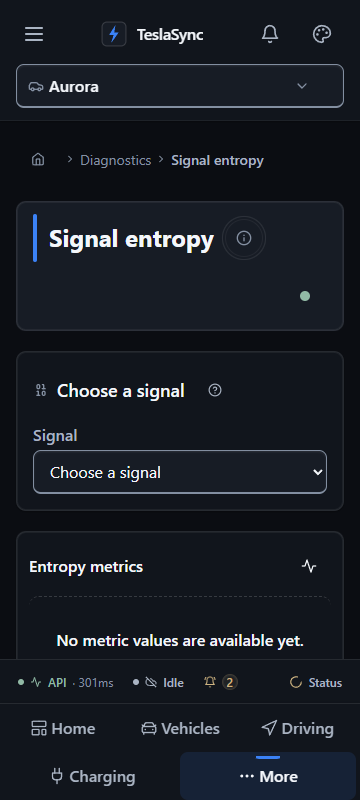 TeslaSync
Aurora
Diagnostics Signal entropy
Signal entropy
Choose a signal
Signal
Choose a signal
Entropy metrics
No metric values are available yet.
API · 301ms Idle 2 Status
Home Vehicles Driving
Charging More